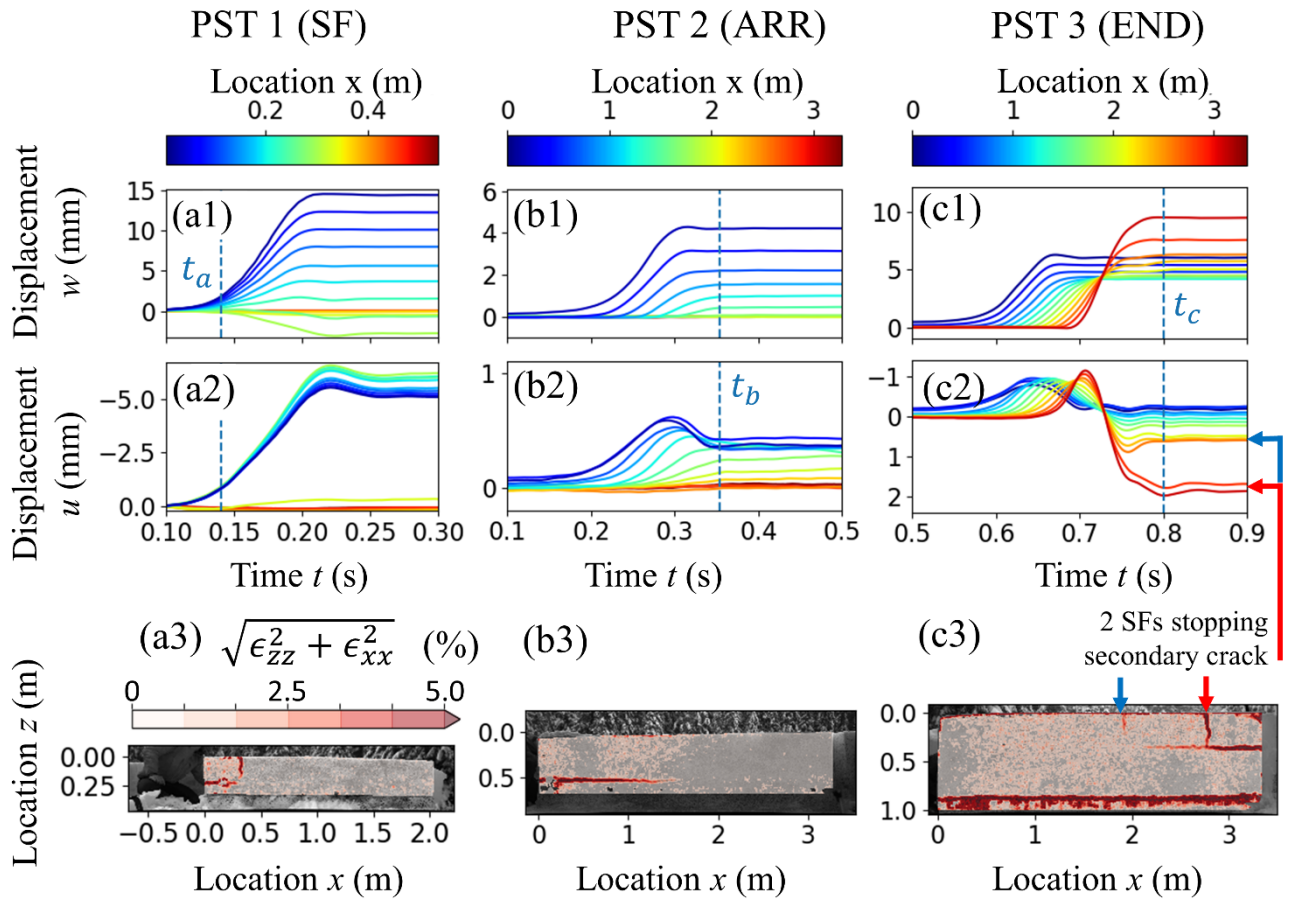 PST 1 (SF) PST 2 (ARR) PST 3 (END)
Location x (m) Location x (m) Location x (m)
0.2 0.4 0 1 2 3 0 1 2 3
Displacement
w (mm)
15
10
5
0
(a1)
tₐ
6
4
2
0
(b1)
10
5
0
(c1)
t_c
Displacement
u (mm)
−5.0
−2.5
0.0
(a2)
1
0
(b2)
t_b
−1
0
1
2
(c2)
0.10 0.15 0.20 0.25 0.30 0.1 0.2 0.3 0.4 0.5 0.5 0.6 0.7 0.8 0.9
Time t (s) Time t (s) Time t (s)
Location z (m)
(a3) √ϵ²zz + ϵ²xx (%)
0 2.5 5.0
0.00
0.25
−0.5 0.0 0.5 1.0 1.5 2.0
Location x (m)
(b3)
0.0
0.5
0 1 2 3
Location x (m)
(c3)
2 SFs stopping
secondary crack
0.0
0.5
1.0
0 1 2 3
Location x (m)